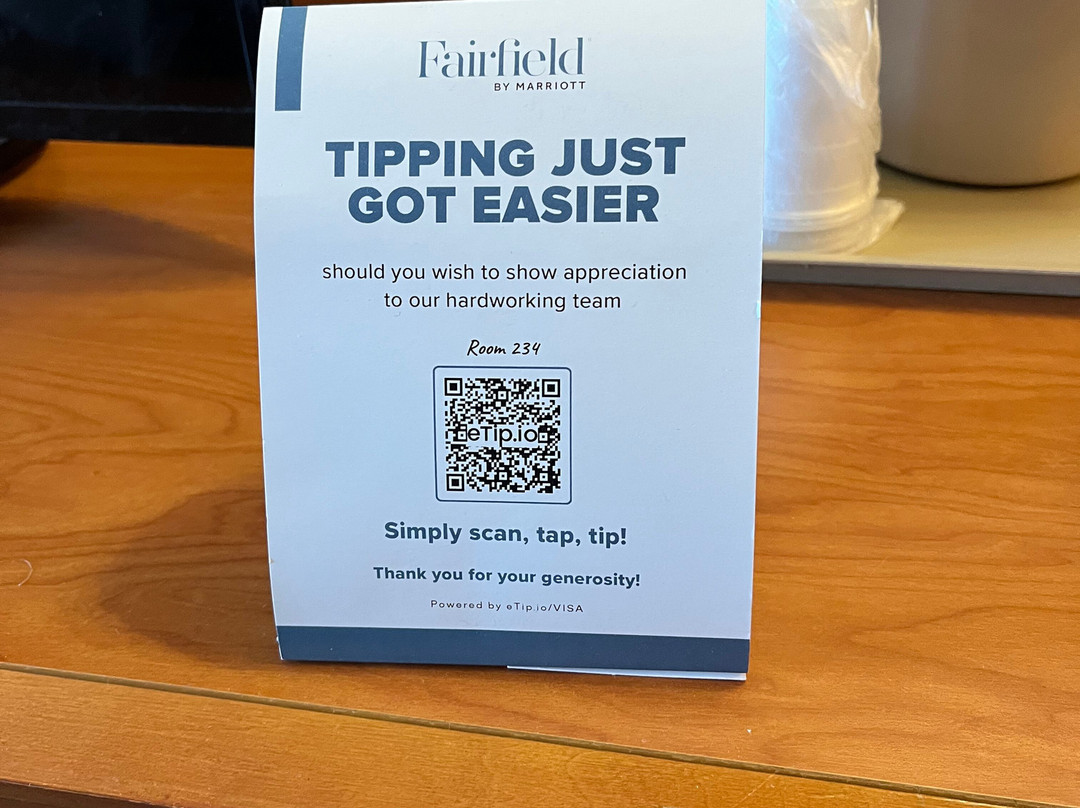 Fairfield
BY MARRIOTT
TIPPING JUST
GOT EASIER
should you wish to show appreciation
to our hardworking team
Room 234
eTip.io
Simply scan, tap, tip!
Thank you for your generosity!
Powered by eTip.io/VISA